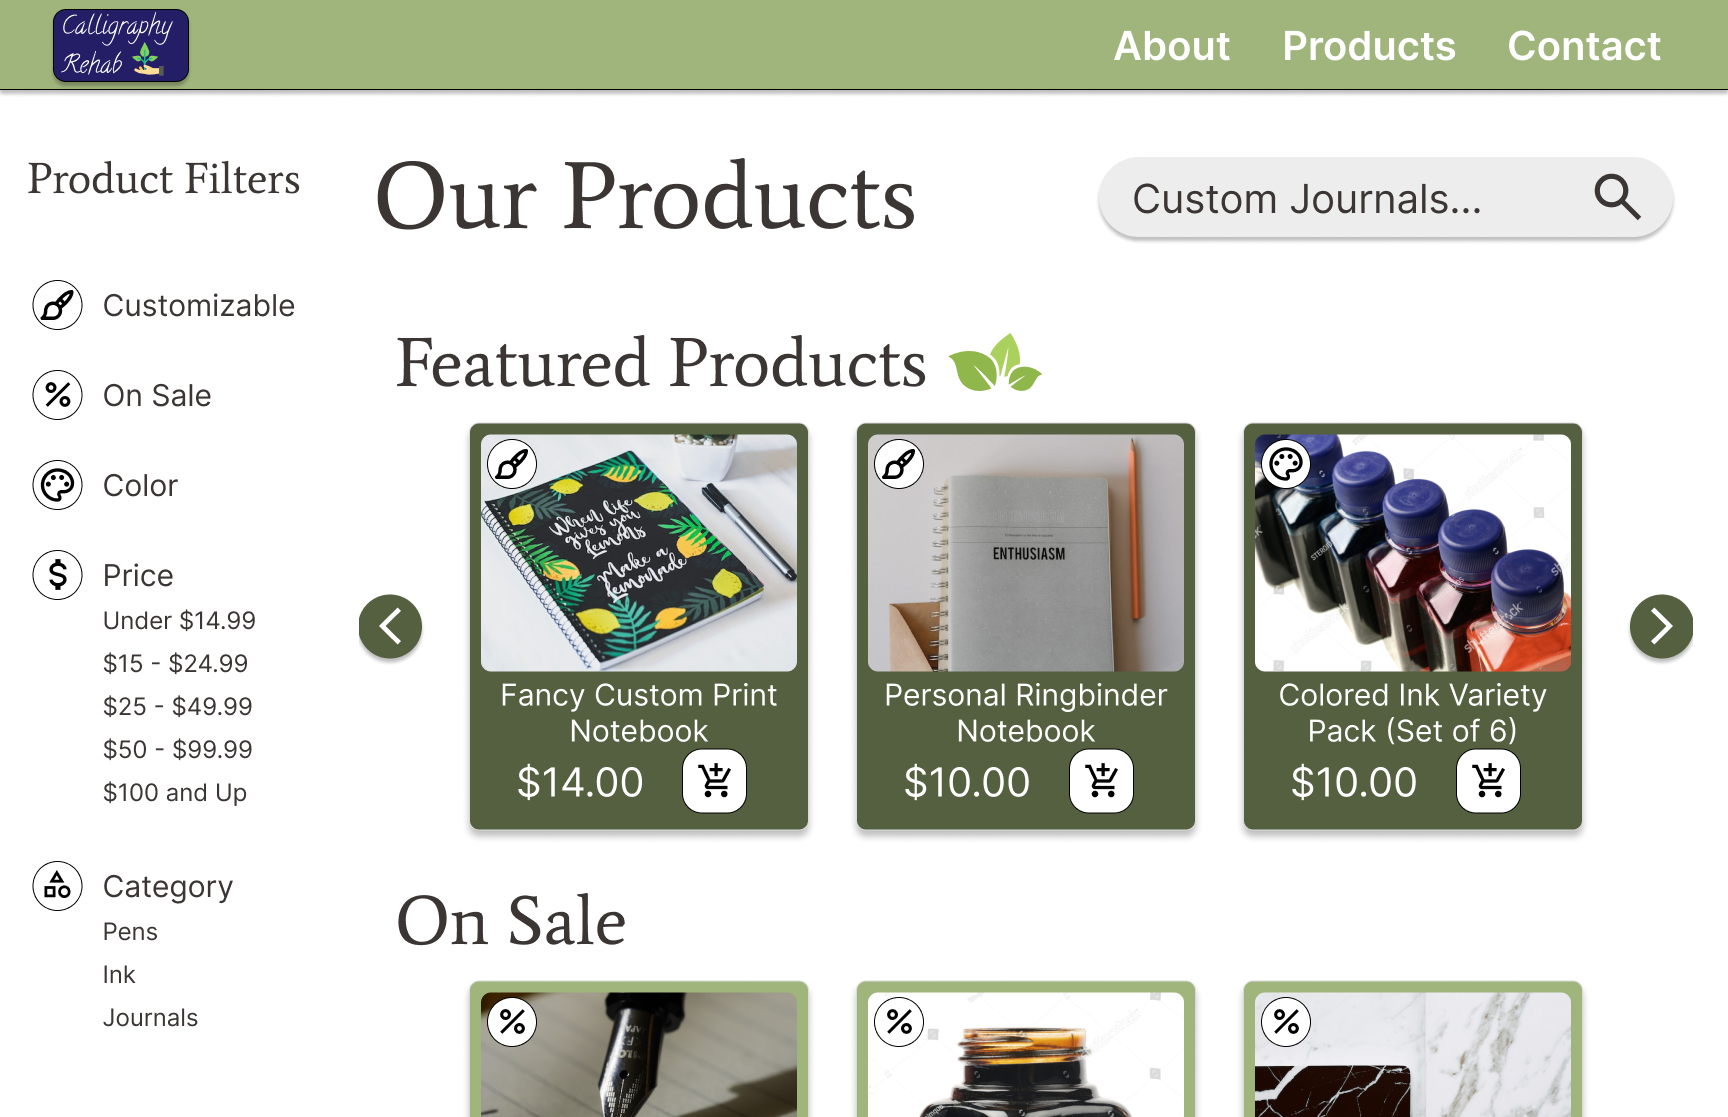 Calligraphy
Rehab
About
Products
Contact
Product Filters
Customizable
On Sale
Color
Price
Under $14.99
$15 - $24.99
$25 - $49.99
$50 - $99.99
$100 and Up
Category
Pens
Ink
Journals
Our Products
Custom Journals...
Featured Products
When life
gives you
lemons
Make a
lemonade
Fancy Custom Print
Notebook
$14.00
ENTHUSIASM
Personal Ringbinder
Notebook
$10.00
shutterstock
Colored Ink Variety
Pack (Set of 6)
$10.00
On Sale
%
%
%